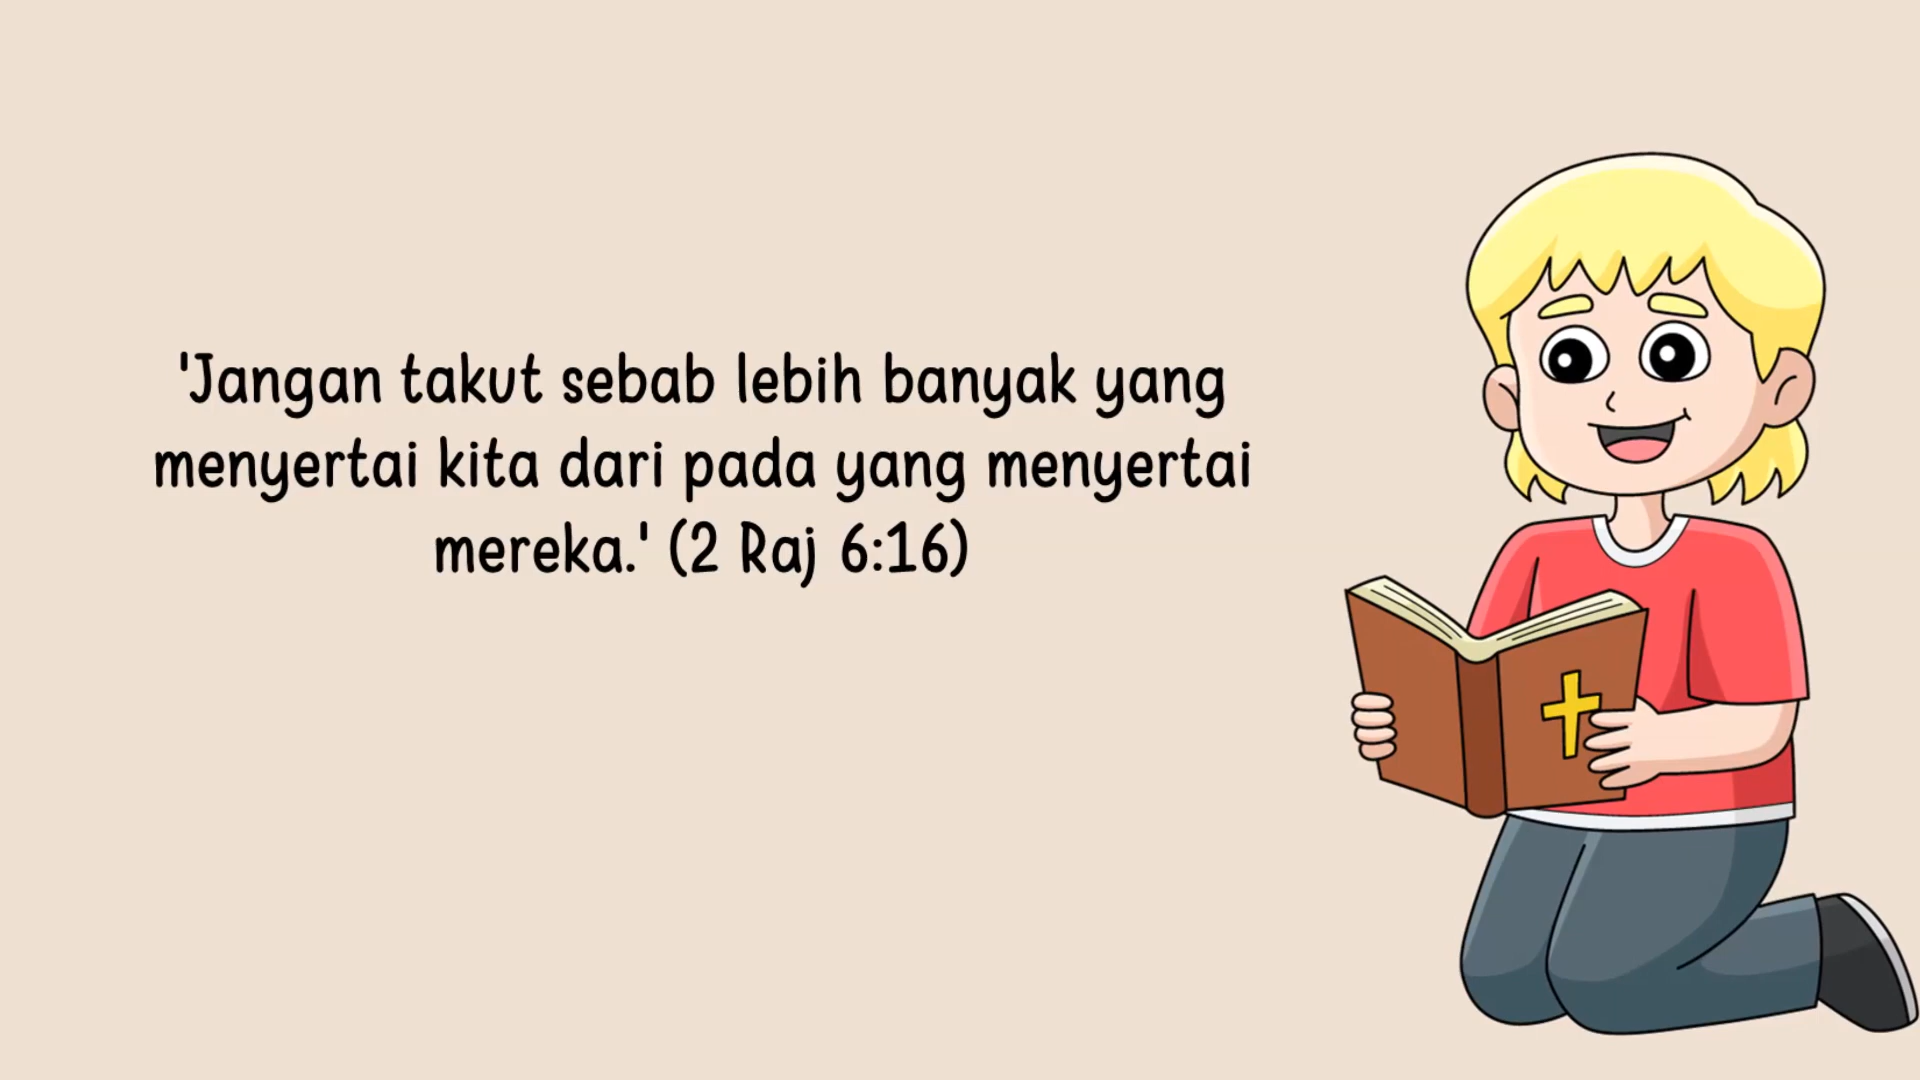 'Jangan takut sebab lebih banyak yang
menyertai kita dari pada yang menyertai
mereka.' (2 Raj 6:16)